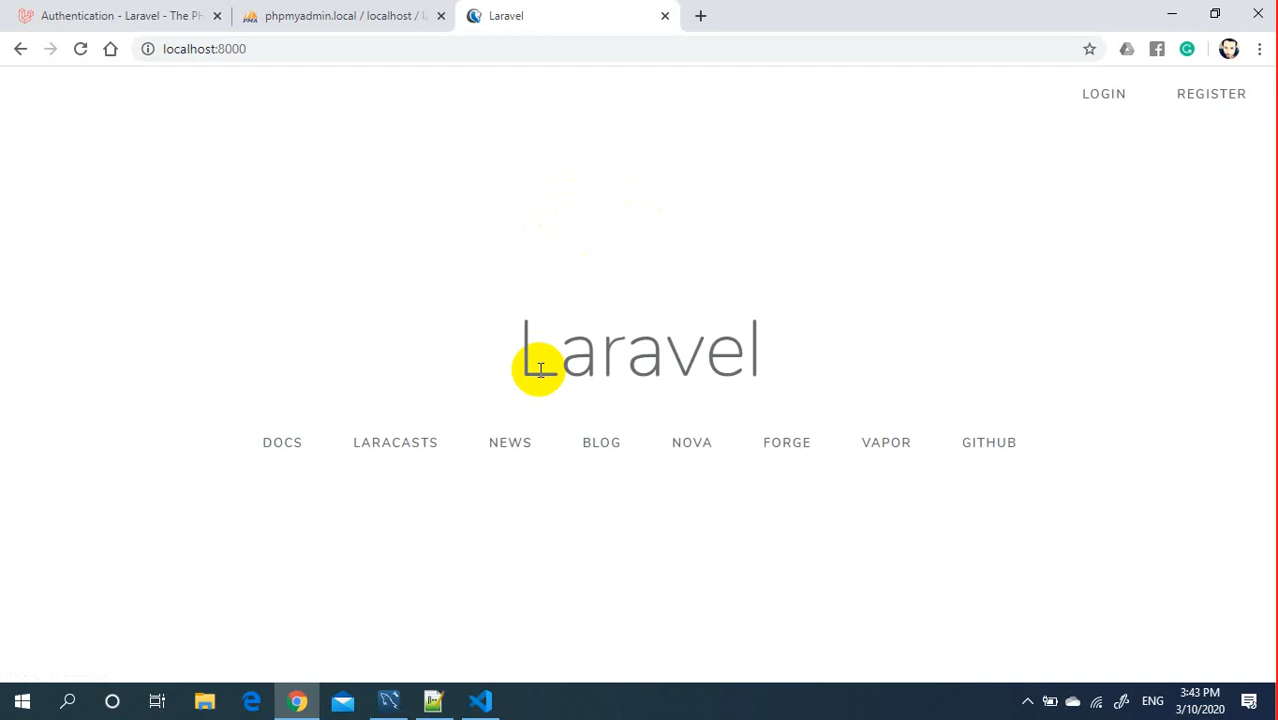 Authentication - Laravel - The PH
phpmyadmin.local / localhost / la
Laravel
localhost:8000
LOGIN REGISTER
Laravel
DOCS LARACASTS NEWS BLOG NOVA FORGE VAPOR GITHUB
ENG
3:43 PM
3/10/2020